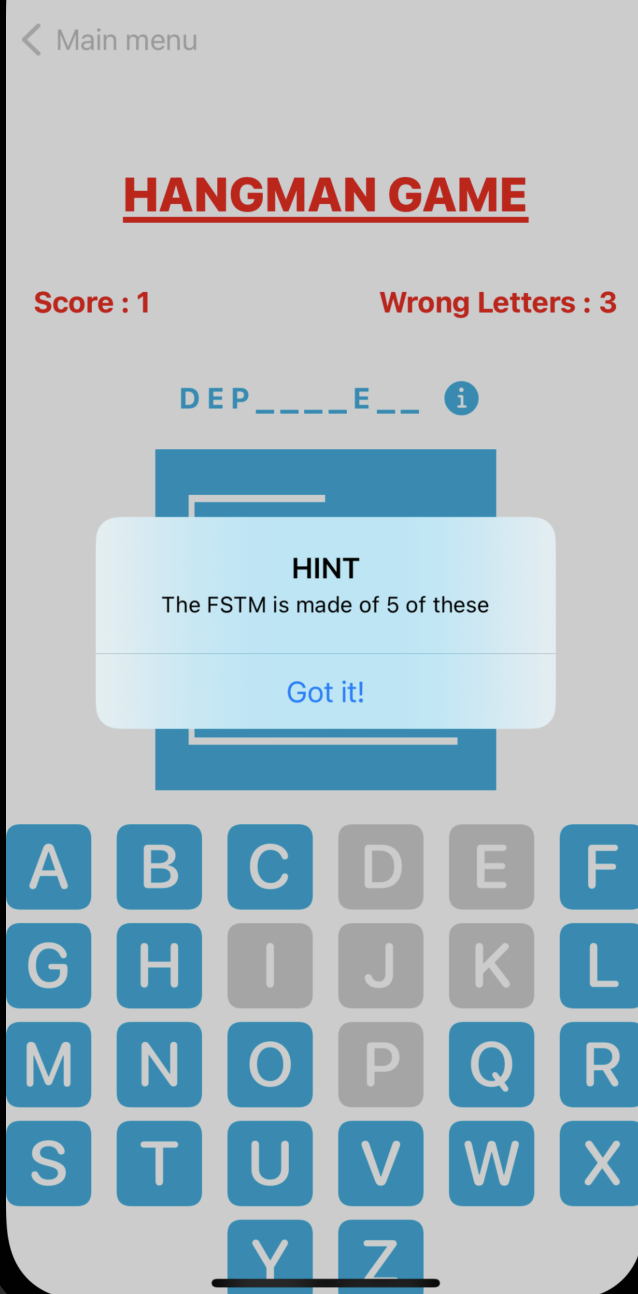 Main menu
HANGMAN GAME
Score : 1 Wrong Letters : 3
D E P _ _ _ _ E _ _ i
HINT
The FSTM is made of 5 of these
Got it!
A B C D E F
G H I J K L
M N O P Q R
S T U V W X
Y Z